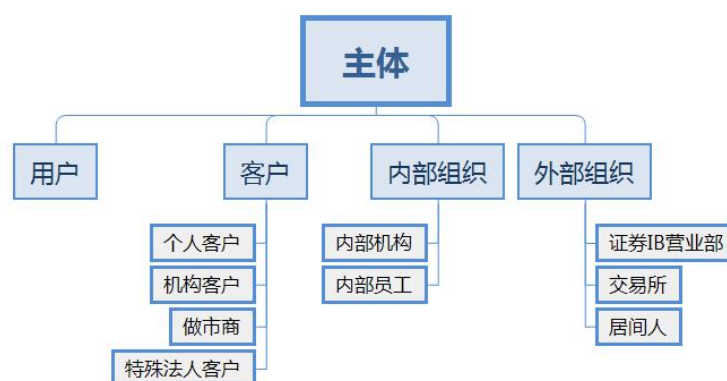 主体
用户
客户
内部组织
外部组织
个人客户
机构客户
做市商
特殊法人客户
内部机构
内部员工
证券IB营业部
交易所
居间人